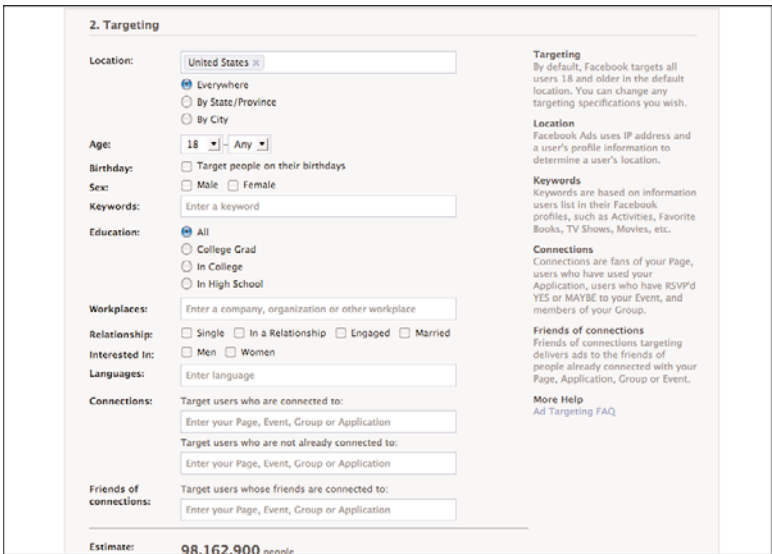 2. Targeting
Location:
United States ×
Everywhere
By State/Province
By City
Age:
18 – Any
Birthday:
Target people on their birthdays
Sex:
Male Female
Keywords:
Enter a keyword
Education:
All
College Grad
In College
In High School
Workplaces:
Enter a company, organization or other workplace
Relationship:
Single In a Relationship Engaged Married
Interested In:
Men Women
Languages:
Enter language
Connections:
Target users who are connected to:
Enter your Page, Event, Group or Application
Target users who are not already connected to:
Enter your Page, Event, Group or Application
Friends of
connections:
Target users whose friends are connected to:
Enter your Page, Event, Group or Application
Estimate:
98,162,900 people
Targeting
By default, Facebook targets all
users 18 and older in the default
location. You can change any
targeting specifications you wish.
Location
Facebook Ads uses IP address and
a user's profile information to
determine a user's location.
Keywords
Keywords are based on information
users list in their Facebook
profiles, such as Activities, Favorite
Books, TV Shows, Movies, etc.
Connections
Connections are fans of your Page,
users who have used your
Application, users who have RSVP'd
YES or MAYBE to your Event, and
members of your Group.
Friends of connections
Friends of connections targeting
delivers ads to the friends of
people already connected with your
Page, Application, Group or Event.
More Help
Ad Targeting FAQ